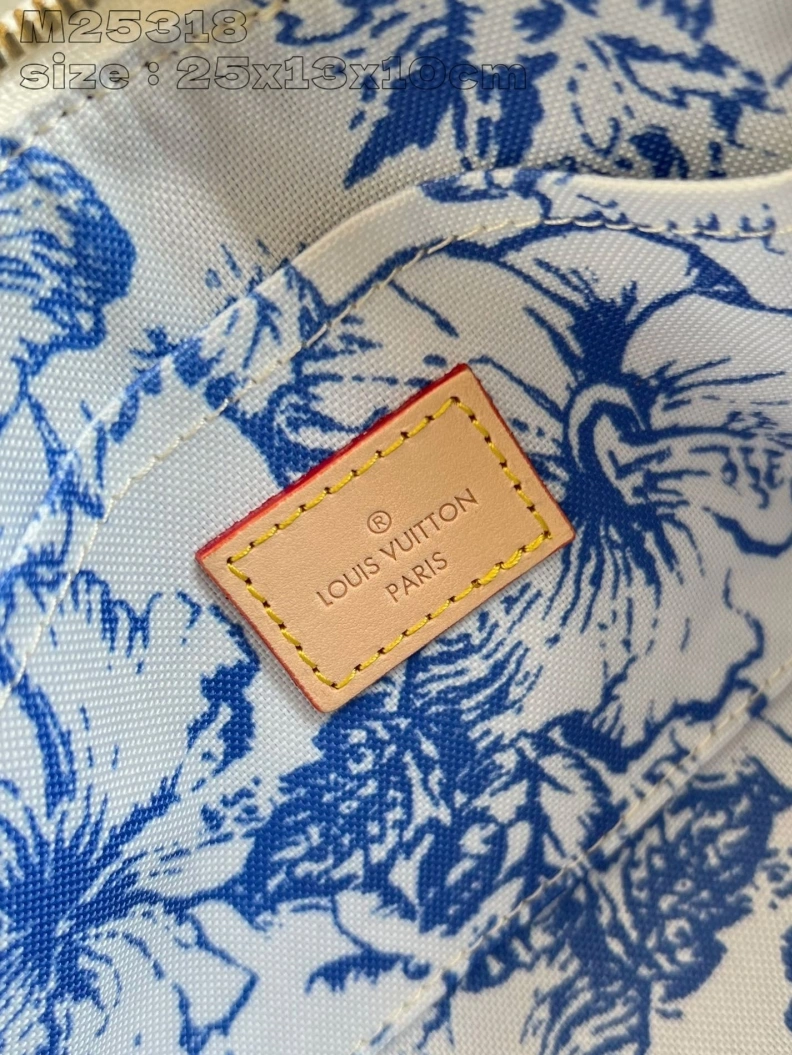 M25318
size : 25x13x10cm
®
LOUIS VUITTON
PARIS